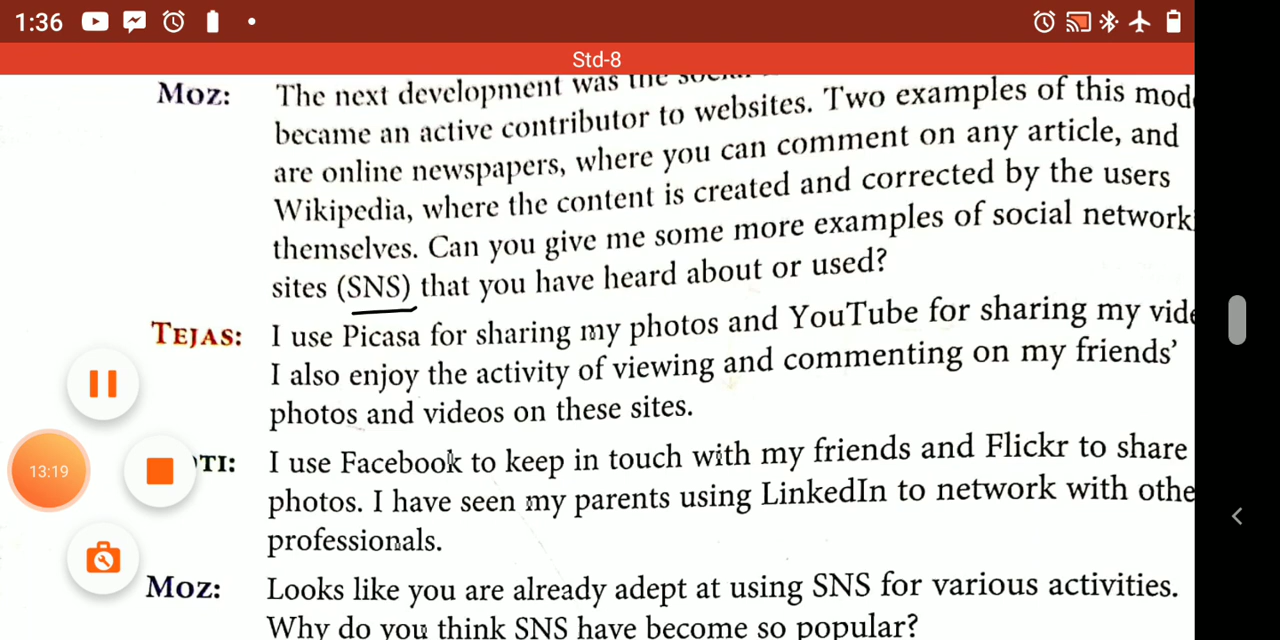 1:36
Std-8
Moz: The next development was the social
became an active contributor to websites. Two examples of this mod
are online newspapers, where you can comment on any article, and
Wikipedia, where the content is created and corrected by the users
themselves. Can you give me some more examples of social network
sites (SNS) that you have heard about or used?
TEJAS: I use Picasa for sharing my photos and YouTube for sharing my vide
I also enjoy the activity of viewing and commenting on my friends'
photos and videos on these sites.
TI: I use Facebook to keep in touch with my friends and Flickr to share
13:19
photos. I have seen my parents using LinkedIn to network with othe
professionals.
Moz: Looks like you are already adept at using SNS for various activities.
Why do you think SNS have become so popular?